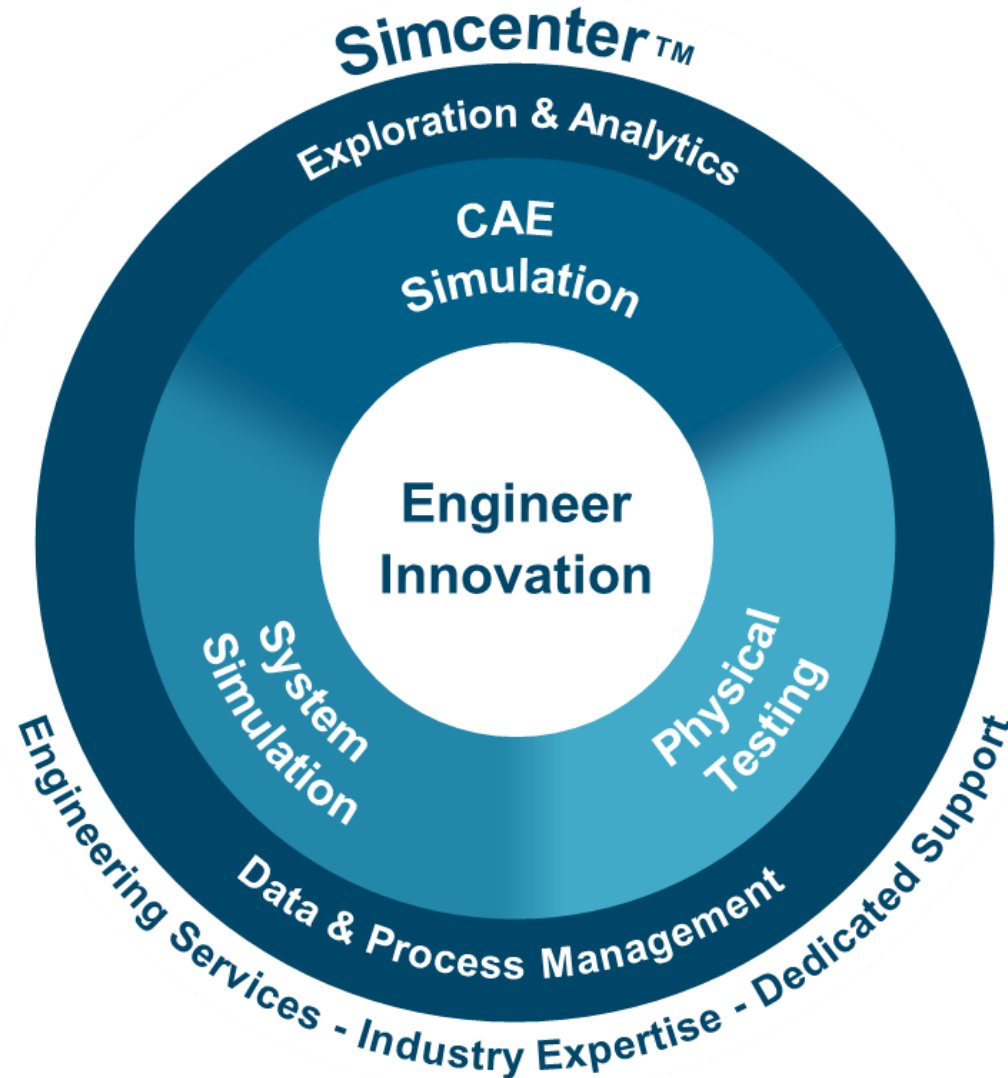 Simcenter™
Exploration & Analytics
CAE
Simulation
Engineer
Innovation
System
Simulation
Physical
Testing
Data & Process Management
Engineering Services - Industry Expertise - Dedicated Support